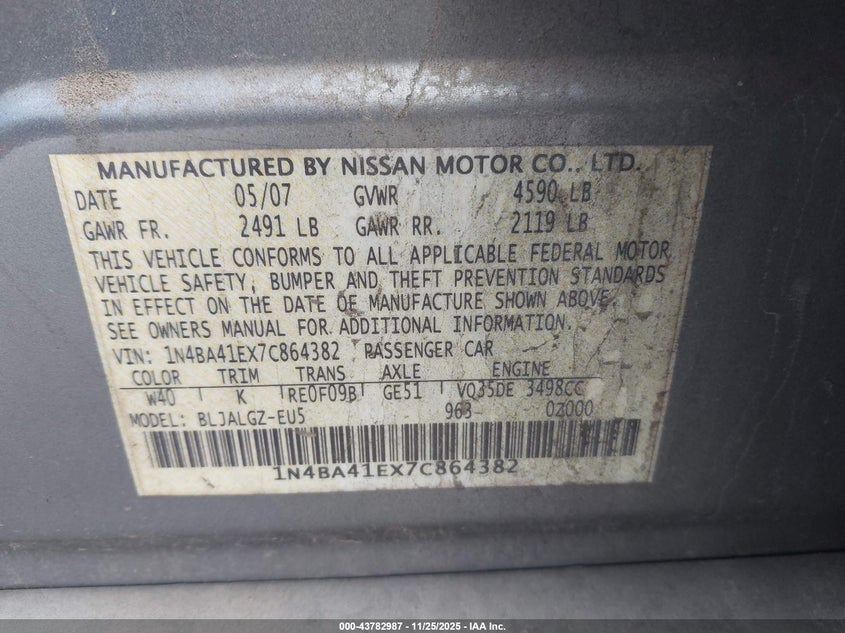 MANUFACTURED BY NISSAN MOTOR CO., LTD.
DATE 05/07 GVWR 4590 LB
GAWR FR. 2491 LB GAWR RR. 2119 LB
THIS VEHICLE CONFORMS TO ALL APPLICABLE FEDERAL MOTOR
VEHICLE SAFETY, BUMPER AND THEFT PREVENTION STANDARDS
IN EFFECT ON THE DATE OF MANUFACTURE SHOWN ABOVE.
SEE OWNERS MANUAL FOR ADDITIONAL INFORMATION.
VIN: 1N4BA41EX7C864382 PASSENGER CAR
COLOR TRIM TRANS AXLE ENGINE
W40 K RE0F09B GE51 VQ35DE 3498CC
MODEL: BLJALGZ-EU5 963- 0Z000
1N4BA41EX7C864382
000-43782987 - 11/25/2025 - IAA Inc.